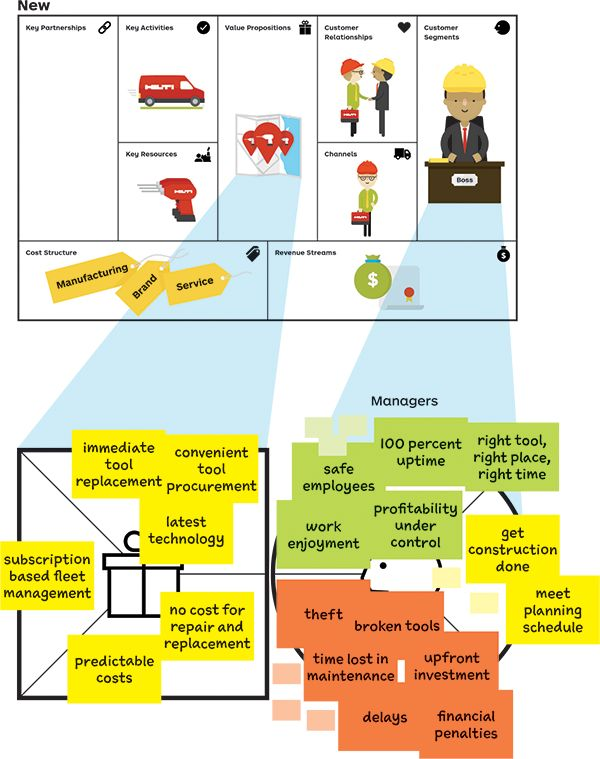 New
Key Partnerships
Key Activities
Value Propositions
Customer
Relationships
Customer
Segments
HILTI
HILTI
Key Resources
Channels
HILTI
HILTI
Boss
Cost Structure
Revenue Streams
Manufacturing
Brand
Service
$
$
Managers
immediate
tool
replacement
convenient
tool
procurement
latest
technology
subscription
based fleet
management
no cost for
repair and
replacement
predictable
costs
safe
employees
100 percent
uptime
right tool,
right place,
right time
work
enjoyment
profitability
under
control
get
construction
done
meet
planning
schedule
theft
broken tools
time lost in
maintenance
upfront
investment
delays
financial
penalties